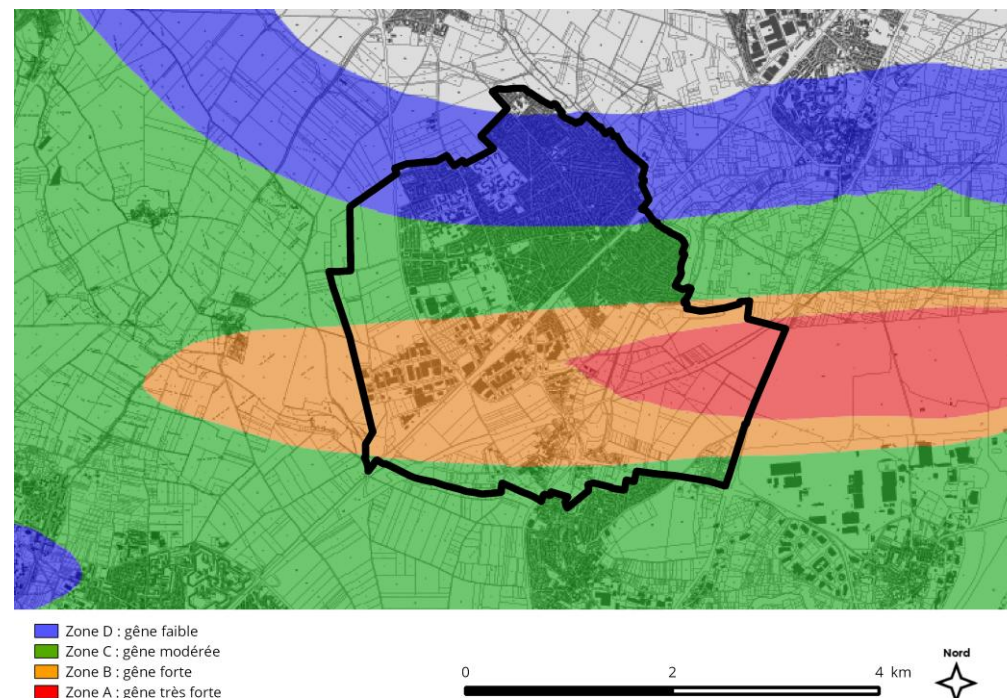 Zone D : gêne faible
Zone C : gêne modérée
Zone B : gêne forte
Zone A : gêne très forte
0 2 4 km
Nord